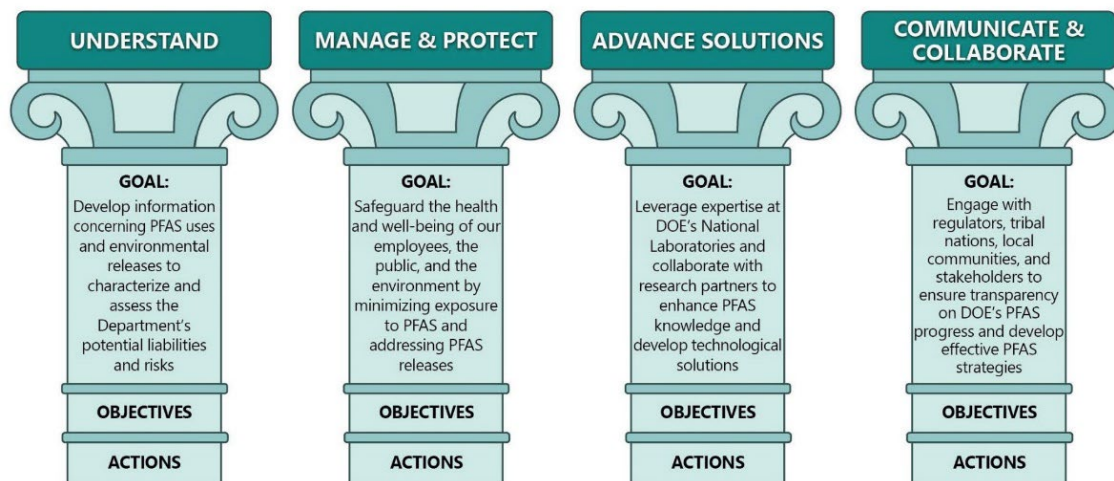 UNDERSTAND
GOAL:
Develop information
concerning PFAS uses
and environmental
releases to
characterize and
assess the
Department's
potential liabilities
and risks
OBJECTIVES
ACTIONS
MANAGE & PROTECT
GOAL:
Safeguard the health
and well-being of our
employees, the
public, and the
environment by
minimizing exposure
to PFAS and
addressing PFAS
releases
OBJECTIVES
ACTIONS
ADVANCE SOLUTIONS
GOAL:
Leverage expertise at
DOE's National
Laboratories and
collaborate with
research partners to
enhance PFAS
knowledge and
develop technological
solutions
OBJECTIVES
ACTIONS
COMMUNICATE &
COLLABORATE
GOAL:
Engage with
regulators, tribal
nations, local
communities, and
stakeholders to
ensure transparency
on DOE's PFAS
progress and develop
effective PFAS
strategies
OBJECTIVES
ACTIONS